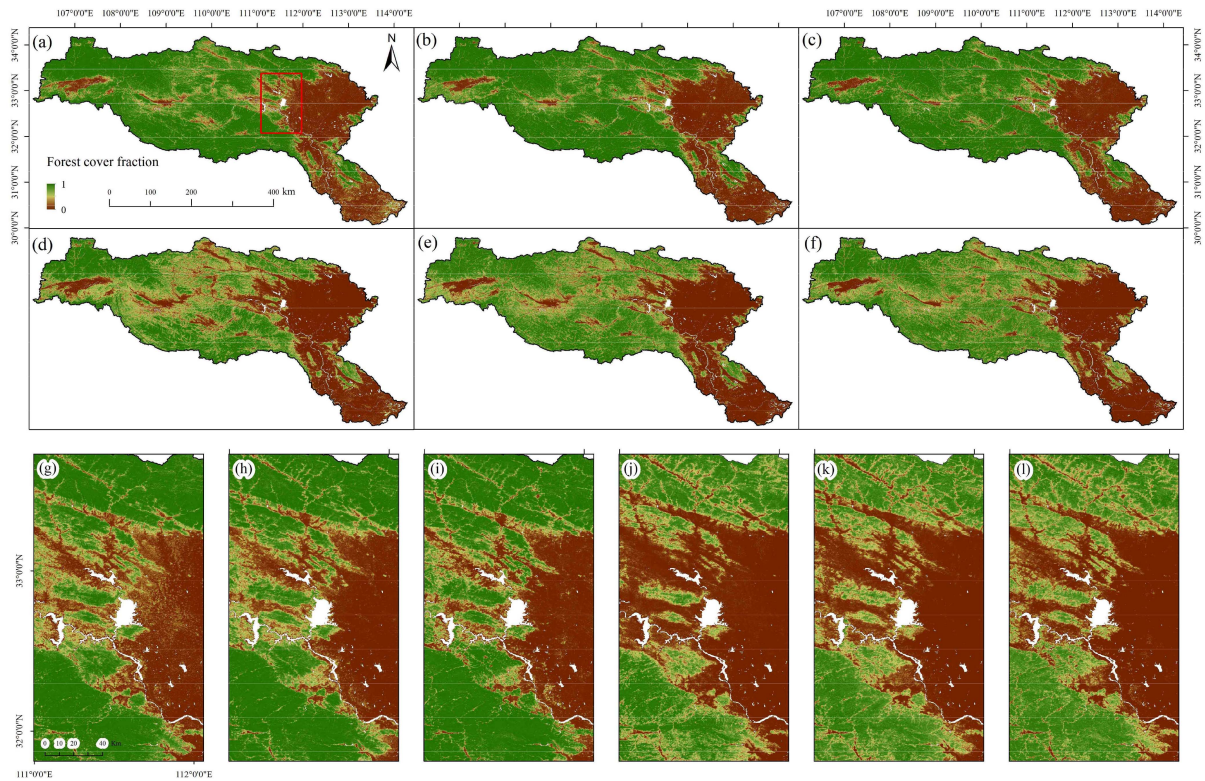 107°0'0"E 108°0'0"E 109°0'0"E 110°0'0"E 111°0'0"E 112°0'0"E 113°0'0"E 114°0'0"E 107°0'0"E 108°0'0"E 109°0'0"E 110°0'0"E 111°0'0"E 112°0'0"E 113°0'0"E 114°0'0"E
(a) N (b) (c)
34°0'0"N 34°0'0"N
33°0'0"N 33°0'0"N
32°0'0"N 32°0'0"N
Forest cover fraction
1
0
0 100 200 400 km
31°0'0"N 31°0'0"N
30°0'0"N 30°0'0"N
(d) (e) (f)
(g) (h) (i) (j) (k) (l)
33°0'0"N
32°0'0"N
0 10 20 40 Km
111°0'0"E 112°0'0"E